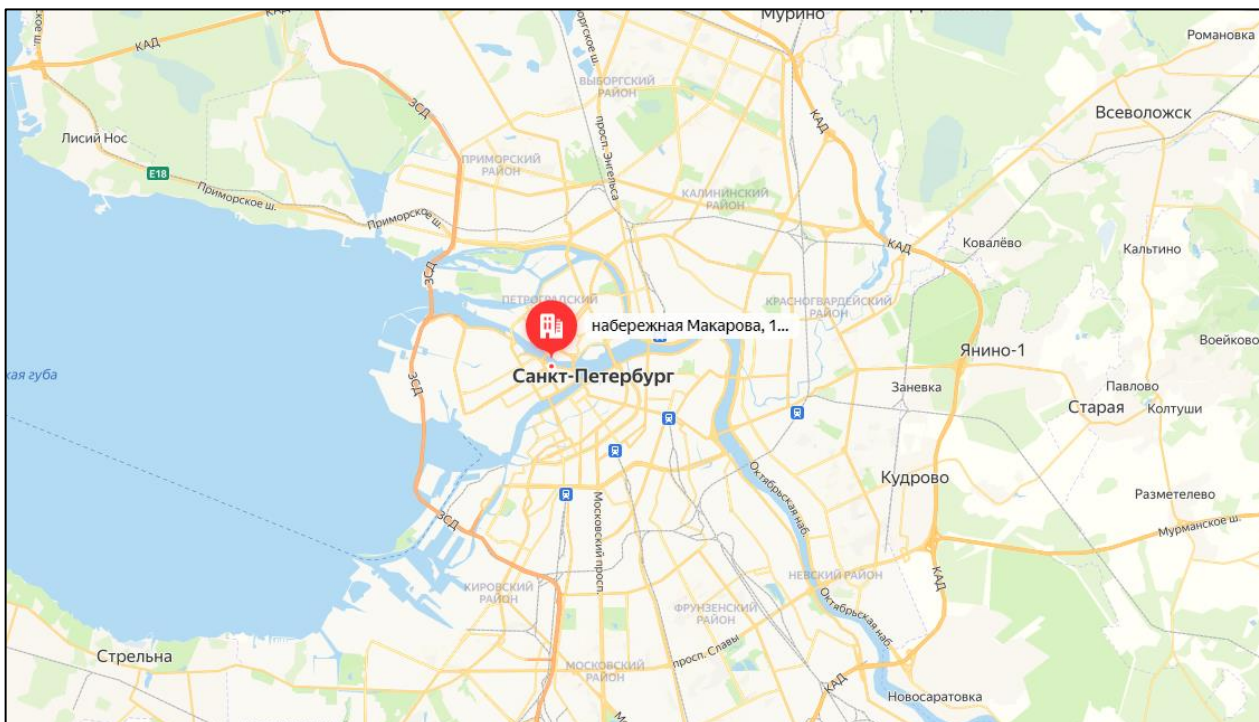 Мурино
Романовка
КАД
КАД
ЗСД
ВЫБОРГСКИЙ
РАЙОН
Всеволожск
КАД
Лисий Нос
просп. Энгельса
ПРИМОРСКИЙ
РАЙОН
E18
Приморское ш.
КАЛИНИНСКИЙ
РАЙОН
Приморское ш.
КАД
Ковалёво
Кальтино
ЗСД
ЗСД
ПЕТРОГРАДСКИЙ
КРАСНОГВАРДЕЙСКИЙ
РАЙОН
набережная Макарова, 1...
Воейково
Янино-1
кая губа
Санкт-Петербург
ЗСД
Заневка
Павлово
Старая
Колтуши
Октябрьская наб.
Кудрово
Разметелево
ЗСД
Московский просп.
Мурманское ш.
КИРОВСКИЙ
РАЙОН
НЕВСКИЙ РАЙОН
КАД
Октябрьская наб.
ФРУНЗЕНСКИЙ
РАЙОН
просп. Славы
Стрельна
МОСКОВСКИЙ
РАЙОН
КАД
Новосаратовка